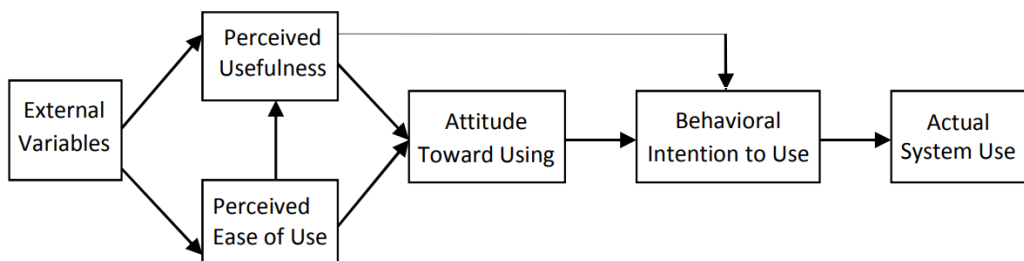 External
Variables
Perceived
Usefulness
Perceived
Ease of Use
Attitude
Toward Using
Behavioral
Intention to Use
Actual
System Use